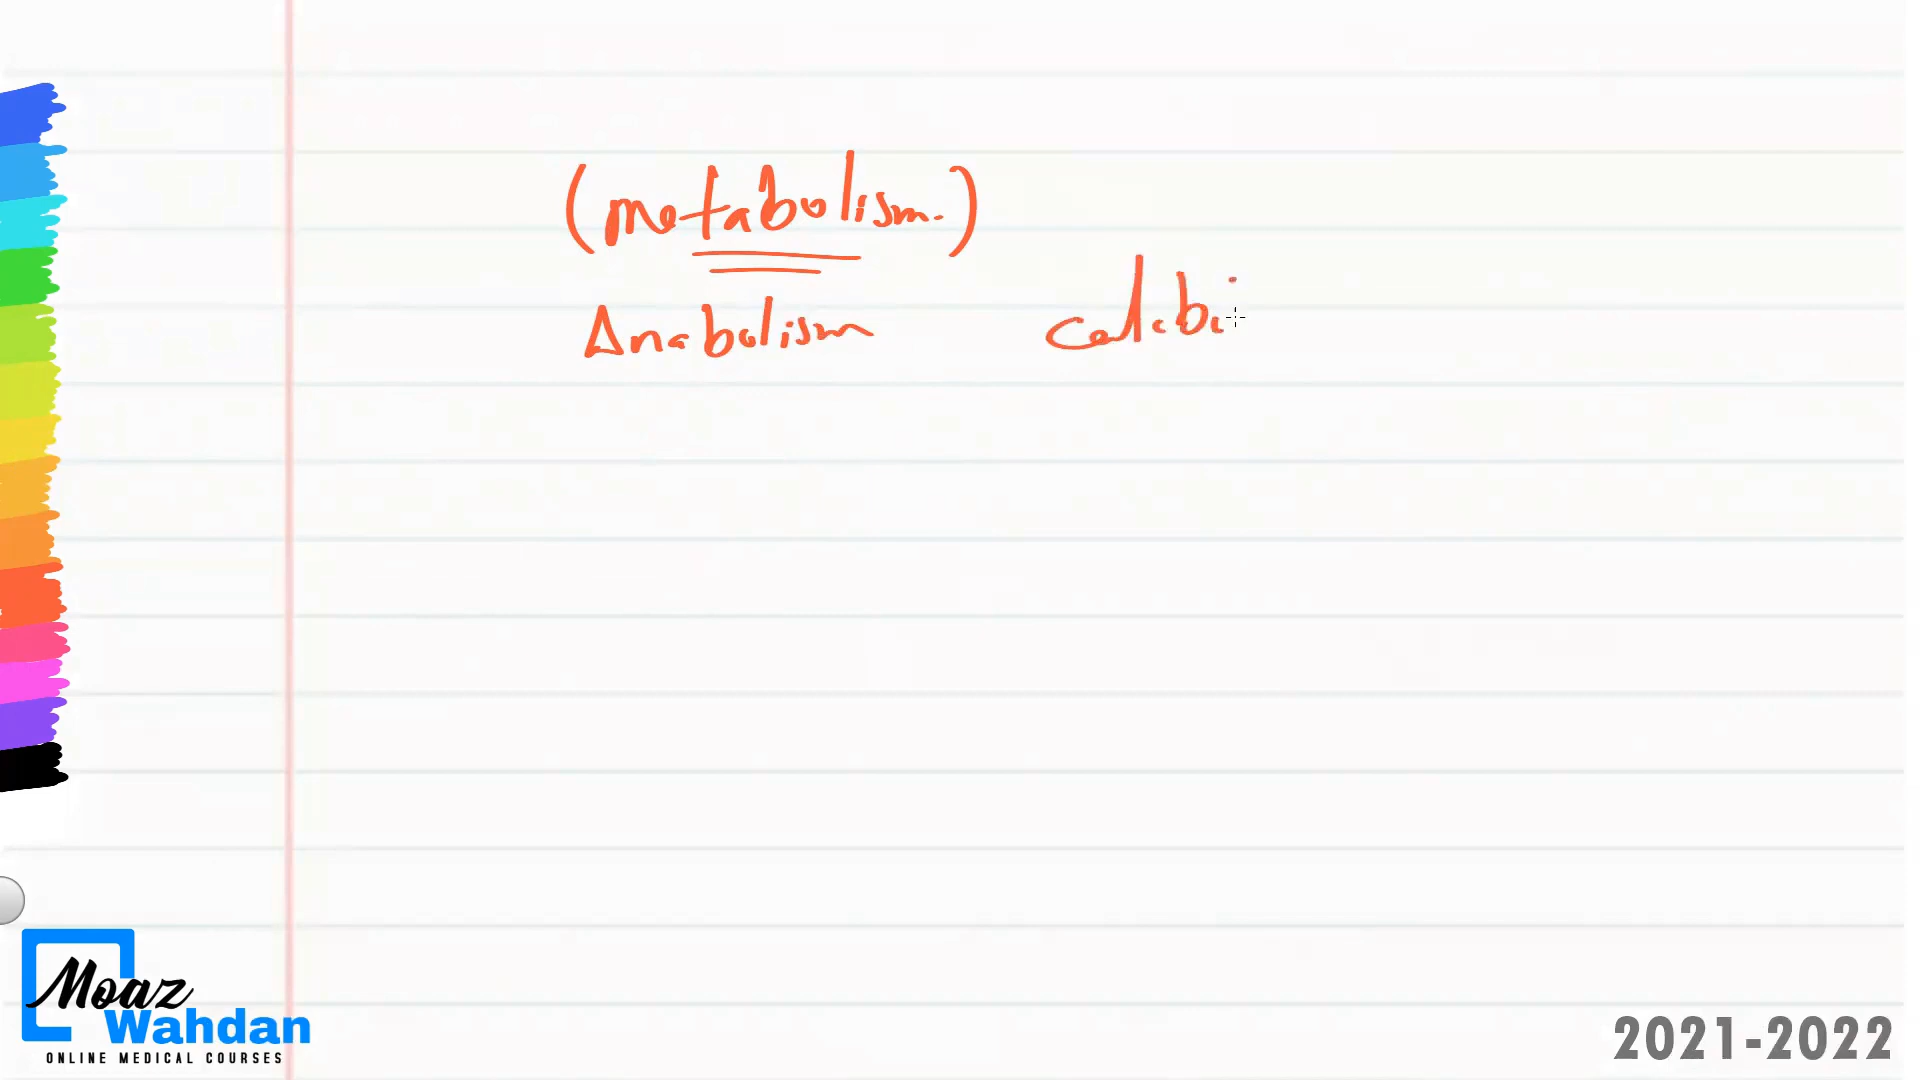 (metabolism.)
Anabolism
Moaz
Wahdan
ONLINE MEDICAL COURSES
2021-2022